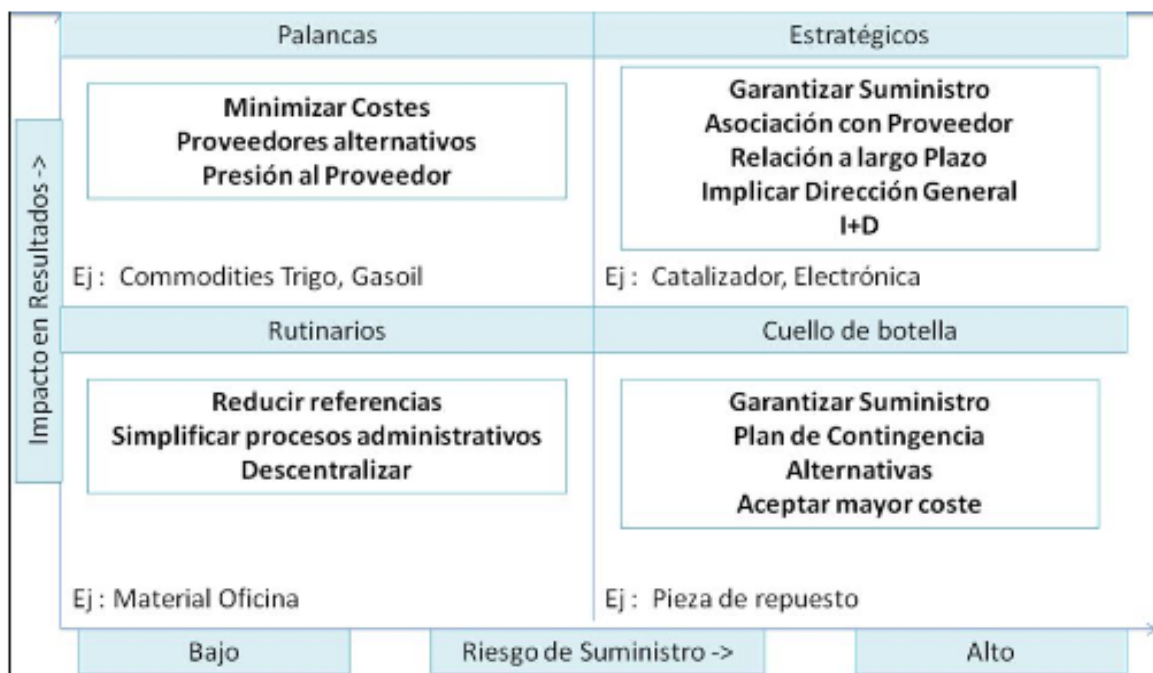 Palancas
Estratégicos
Minimizar Costes
Proveedores alternativos
Presión al Proveedor
Garantizar Suministro
Asociación con Proveedor
Relación a largo Plazo
Implicar Dirección General
I+D
Ej : Commodities Trigo, Gasoil
Ej : Catalizador, Electrónica
Impacto en Resultados ->
Rutinarios
Cuello de botella
Reducir referencias
Simplificar procesos administrativos
Descentralizar
Garantizar Suministro
Plan de Contingencia
Alternativas
Aceptar mayor coste
Ej : Material Oficina
Ej : Pieza de repuesto
Bajo
Riesgo de Suministro ->
Alto